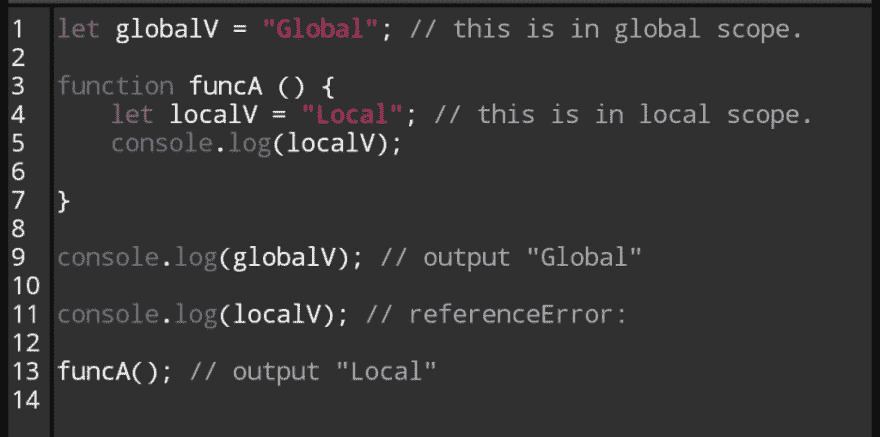 1 let globalV = "Global"; // this is in global scope.
2
3 function funcA () {
4 let localV = "Local"; // this is in local scope.
5 console.log(localV);
6
7 }
8
9 console.log(globalV); // output "Global"
10
11 console.log(localV); // referenceError:
12
13 funcA(); // output "Local"
14